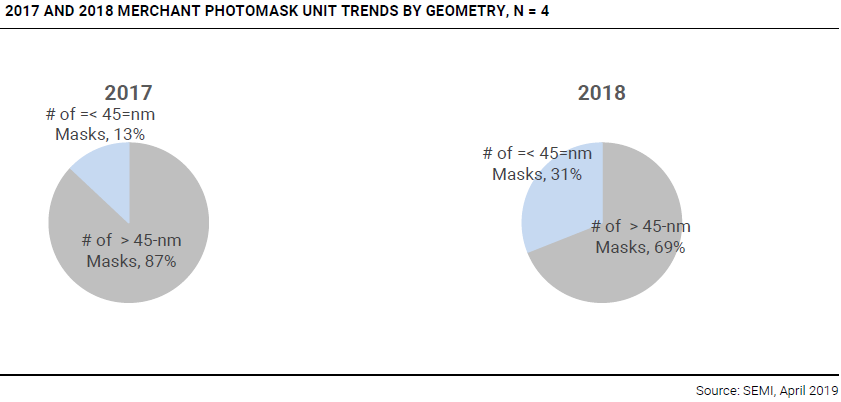 2017 AND 2018 MERCHANT PHOTOMASK UNIT TRENDS BY GEOMETRY, N = 4
2017
# of =< 45=nm
Masks, 13%
# of > 45-nm
Masks, 87%
2018
# of =< 45=nm
Masks, 31%
# of > 45-nm
Masks, 69%
Source: SEMI, April 2019